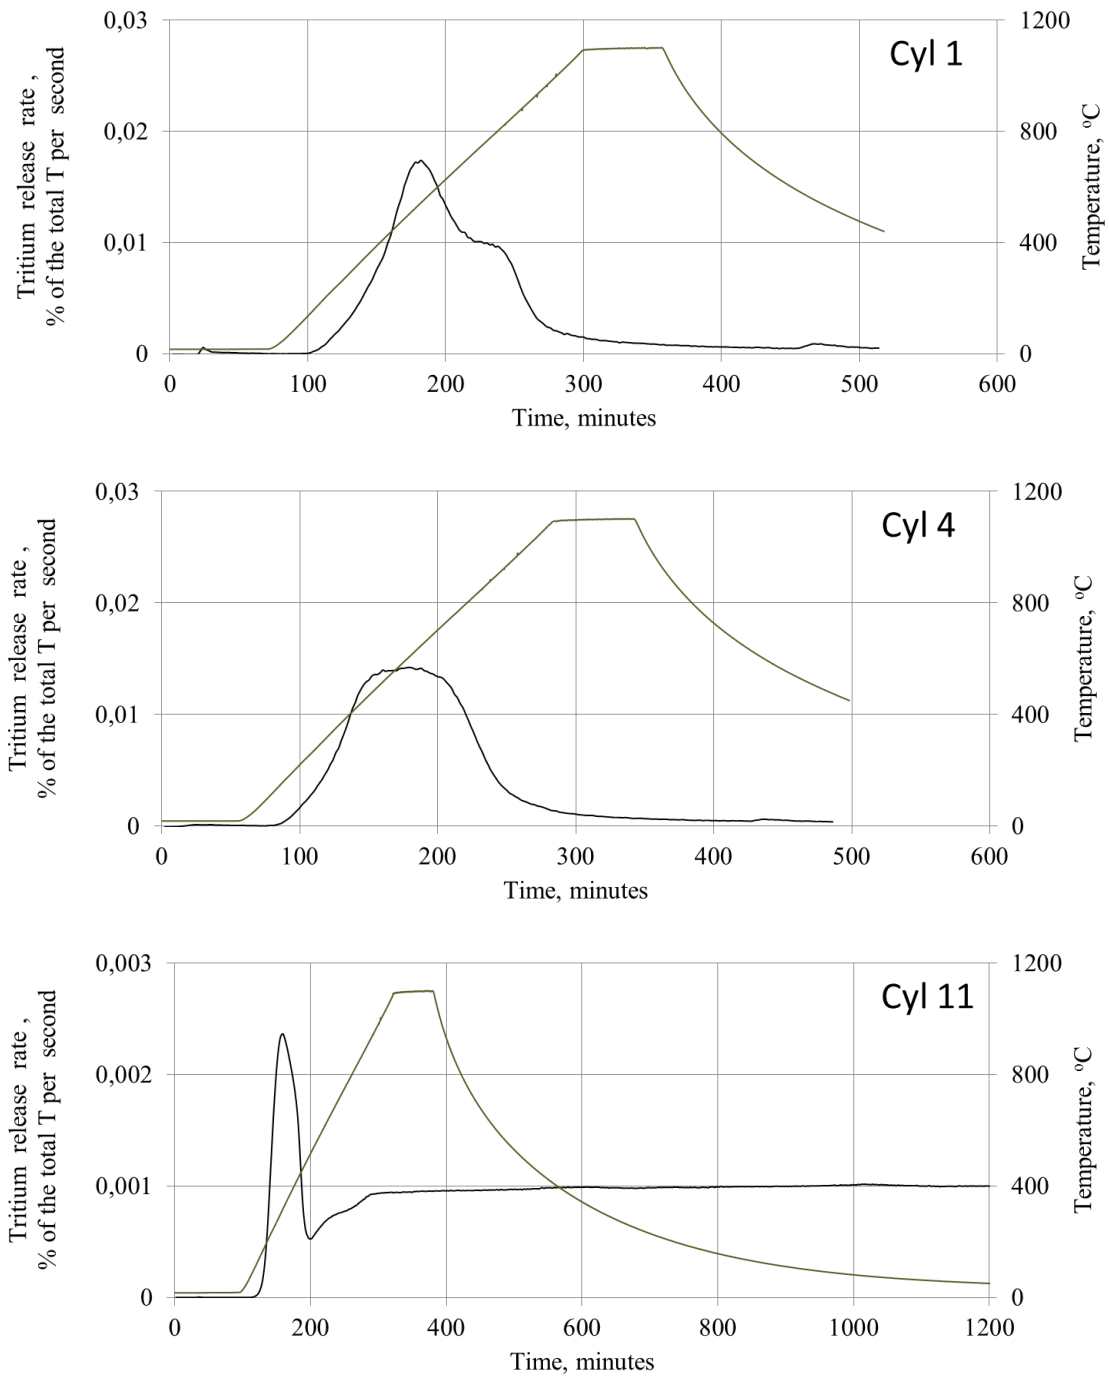 Cyl 1
Tritium release rate ,
% of the total T per second
0,03
0,02
0,01
0
1200
800
400
0
Temperature, °C
0 100 200 300 400 500 600
Time, minutes
Cyl 4
Tritium release rate ,
% of the total T per second
0,03
0,02
0,01
0
1200
800
400
0
Temperature, °C
0 100 200 300 400 500 600
Time, minutes
Cyl 11
Tritium release rate ,
% of the total T per second
0,003
0,002
0,001
0
1200
800
400
0
Temperature, °C
0 200 400 600 800 1000 1200
Time, minutes